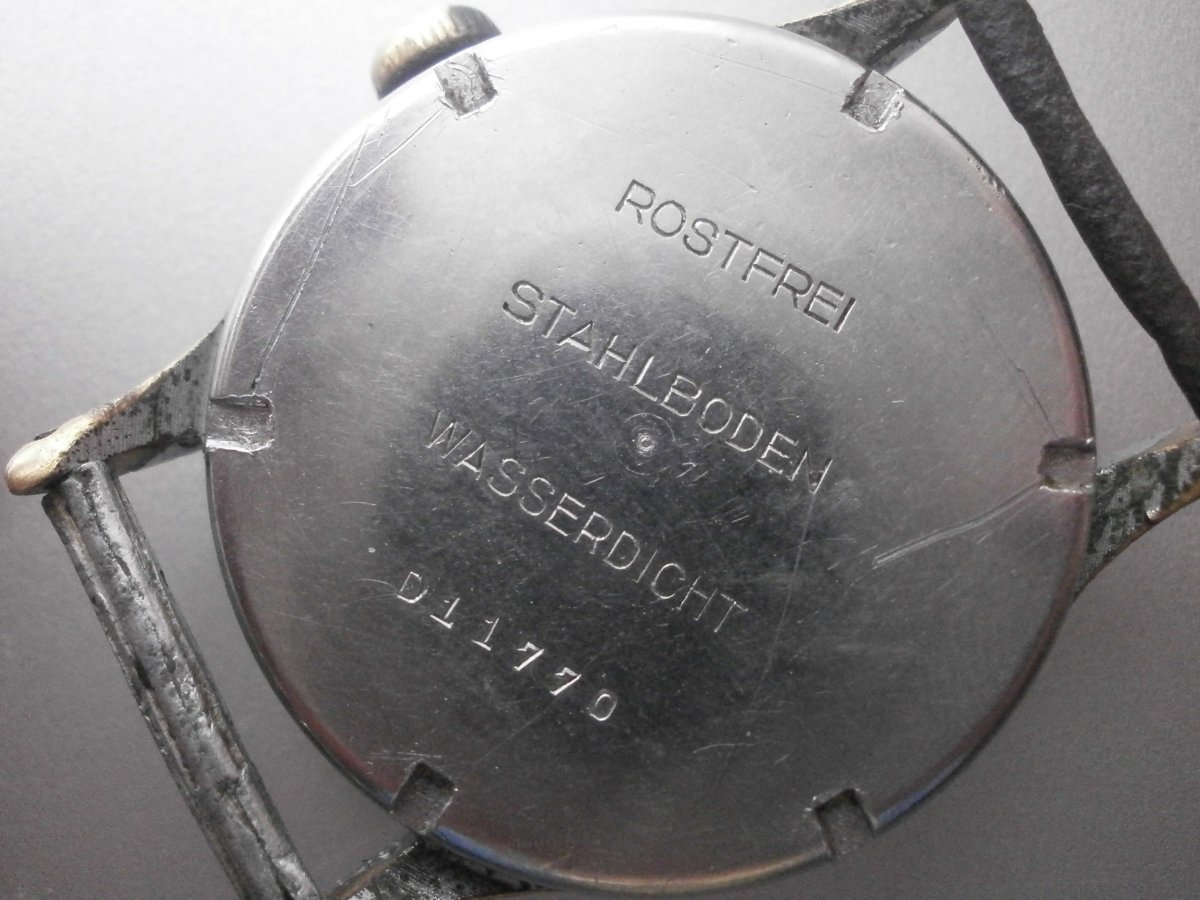 ROSTFREI
STAHLBODEN
WASSERDICHT
D11770